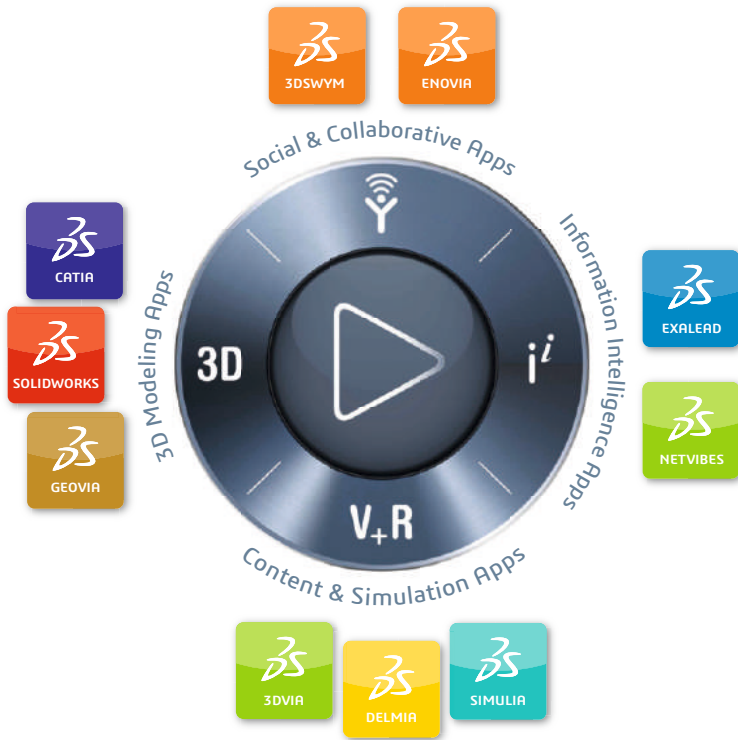 3DSWYM
ENOVIA
Social & Collaborative Apps
CATIA
SOLIDWORKS
GEOVIA
3D Modeling Apps
3D
i i
V+R
Information Intelligence Apps
EXALEAD
NETVIBES
Content & Simulation Apps
3DVIA
DELMIA
SIMULIA